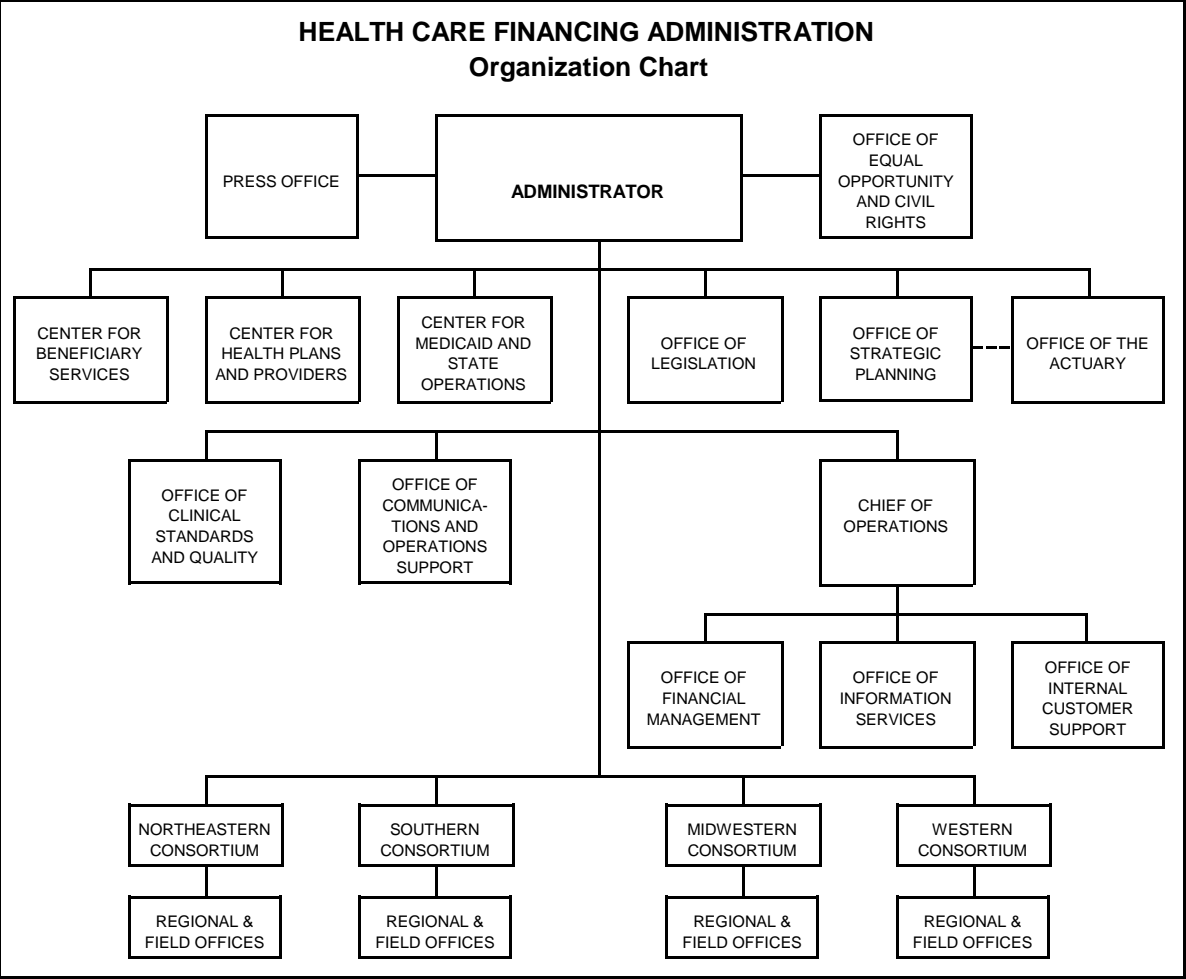 HEALTH CARE FINANCING ADMINISTRATION
Organization Chart
PRESS OFFICE
ADMINISTRATOR
OFFICE OF
EQUAL
OPPORTUNITY
AND CIVIL
RIGHTS
CENTER FOR
BENEFICIARY
SERVICES
CENTER FOR
HEALTH PLANS
AND PROVIDERS
CENTER FOR
MEDICAID AND
STATE
OPERATIONS
OFFICE OF
LEGISLATION
OFFICE OF
STRATEGIC
PLANNING
OFFICE OF THE
ACTUARY
OFFICE OF
CLINICAL
STANDARDS
AND QUALITY
OFFICE OF
COMMUNICA-
TIONS AND
OPERATIONS
SUPPORT
CHIEF OF
OPERATIONS
OFFICE OF
FINANCIAL
MANAGEMENT
OFFICE OF
INFORMATION
SERVICES
OFFICE OF
INTERNAL
CUSTOMER
SUPPORT
NORTHEASTERN
CONSORTIUM
SOUTHERN
CONSORTIUM
MIDWESTERN
CONSORTIUM
WESTERN
CONSORTIUM
REGIONAL &
FIELD OFFICES
REGIONAL &
FIELD OFFICES
REGIONAL &
FIELD OFFICES
REGIONAL &
FIELD OFFICES